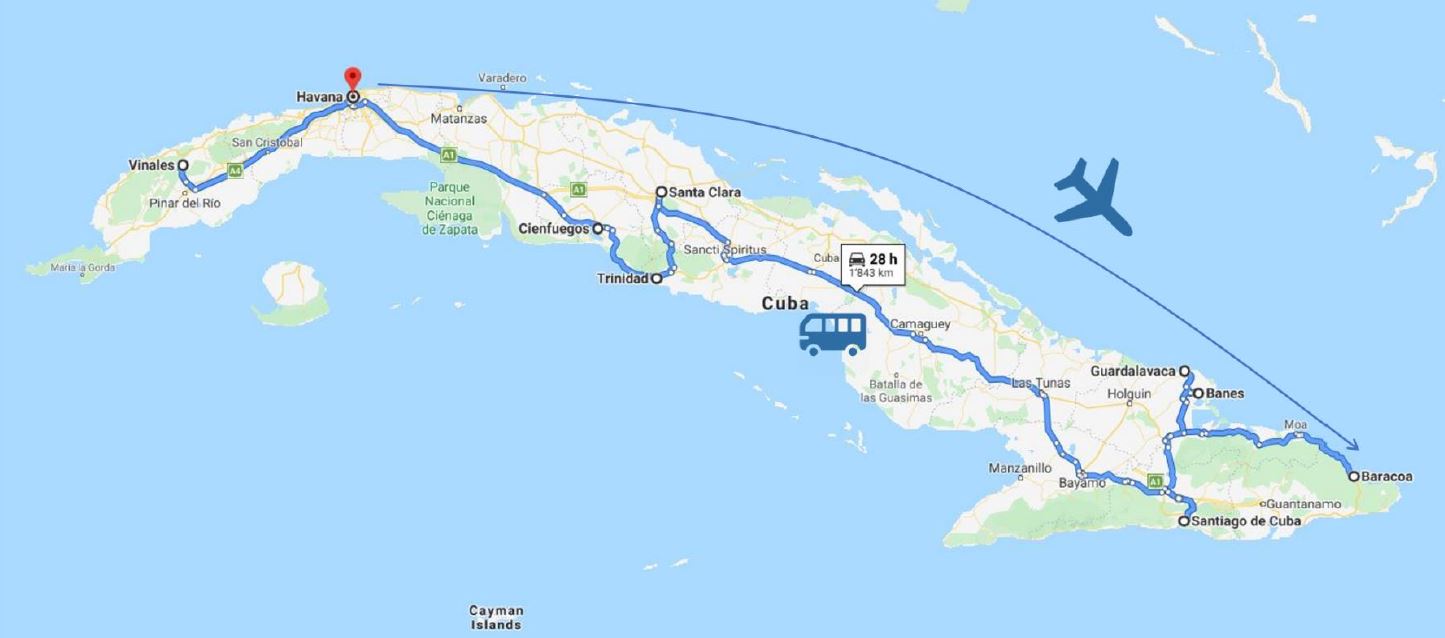 Varadero
Havana
Matanzas
San Cristobal
A1
Vinales
A4
A1
Santa Clara
Pinar del Río
Parque
Nacional
Ciénaga
de Zapata
Cienfuegos
Sancti Spiritus
Maria la Gorda
Trinidad
Cuba
28 h
1'843 km
Cuba
Camaguey
Guardalavaca
Las Tunas
Batalla de
las Guasimas
Holguin
Banes
Moa
Manzanillo
Bayamo
A1
Baracoa
Guantanamo
Santiago de Cuba
Cayman
Islands